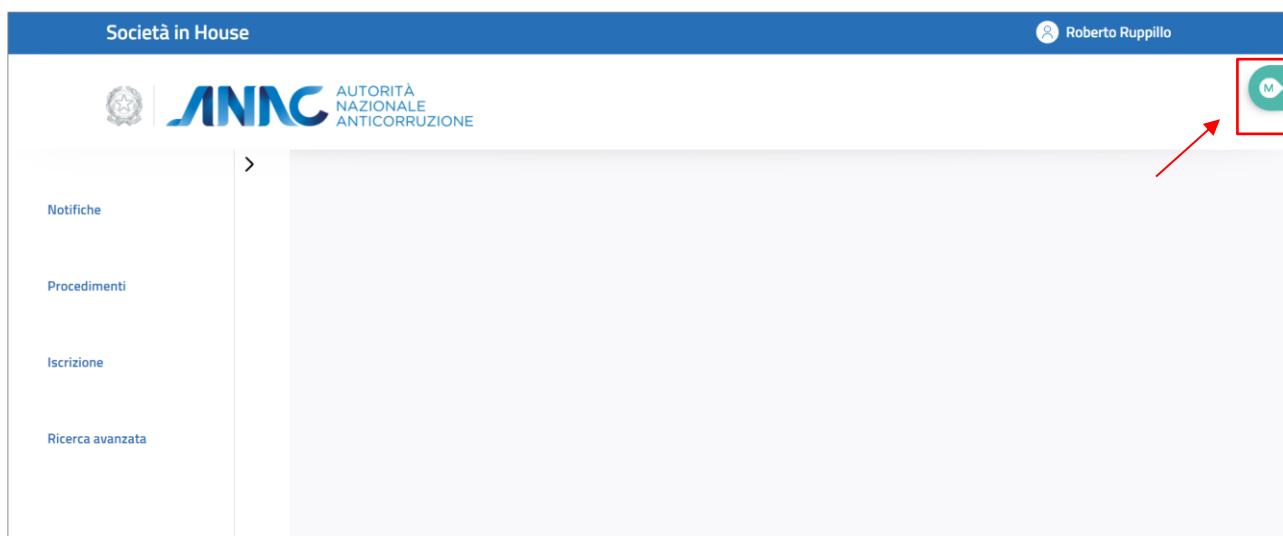 Società in House
Roberto Ruppillo
ANAC
AUTORITÀ
NAZIONALE
ANTICORRUZIONE
M
Notifiche
Procedimenti
Iscrizione
Ricerca avanzata